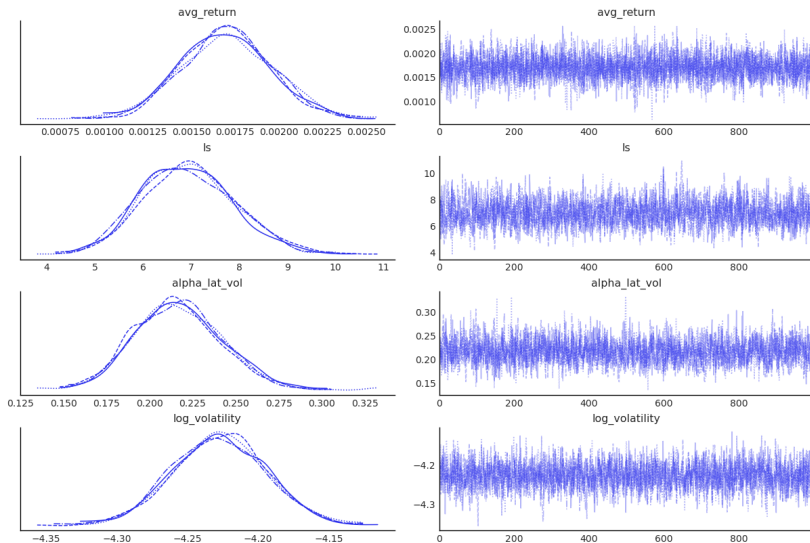 avg_return
avg_return
0.00075 0.00100 0.00125 0.00150 0.00175 0.00200 0.00225 0.00250
0.0025
0.0020
0.0015
0.0010
0 200 400 600 800
ls
ls
4 5 6 7 8 9 10 11
10
8
6
4
0 200 400 600 800
alpha_lat_vol
alpha_lat_vol
0.125 0.150 0.175 0.200 0.225 0.250 0.275 0.300 0.325
0.30
0.25
0.20
0.15
0 200 400 600 800
log_volatility
log_volatility
−4.35 −4.30 −4.25 −4.20 −4.15
−4.2
−4.3
0 200 400 600 800